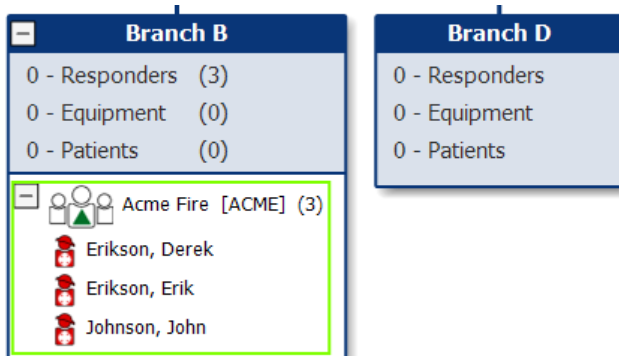 Branch B
0 - Responders (3)
0 - Equipment (0)
0 - Patients (0)
Acme Fire [ACME] (3)
Erikson, Derek
Erikson, Erik
Johnson, John
Branch D
0 - Responders
0 - Equipment
0 - Patients